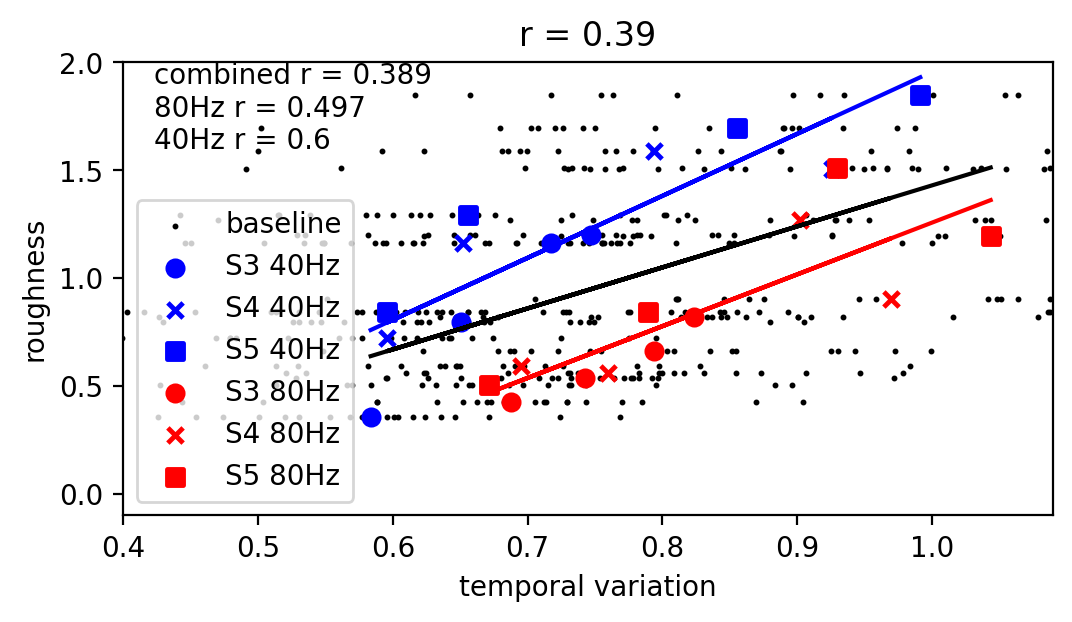 r = 0.39
combined r = 0.389
80Hz r = 0.497
40Hz r = 0.6
baseline
S3 40Hz
S4 40Hz
S5 40Hz
S3 80Hz
S4 80Hz
S5 80Hz
roughness
2.0
1.5
1.0
0.5
0.0
0.4 0.5 0.6 0.7 0.8 0.9 1.0
temporal variation